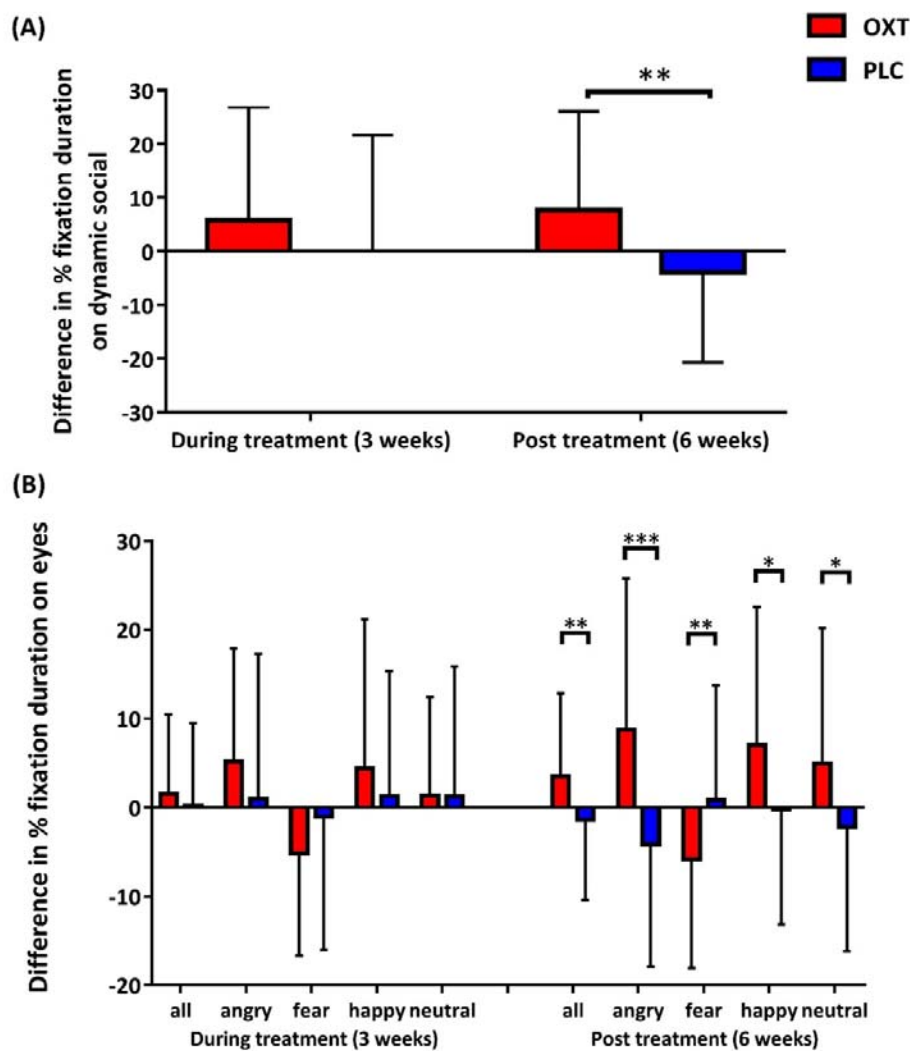 (A)
OXT
PLC
Difference in % fixation duration
on dynamic social
30
20
10
0
-10
-20
-30
**
During treatment (3 weeks)
Post treatment (6 weeks)
(B)
Difference in % fixation duration on eyes
30
20
10
0
-10
-20
**
***
**
*
*
all angry fear happy neutral
all angry fear happy neutral
During treatment (3 weeks)
Post treatment (6 weeks)